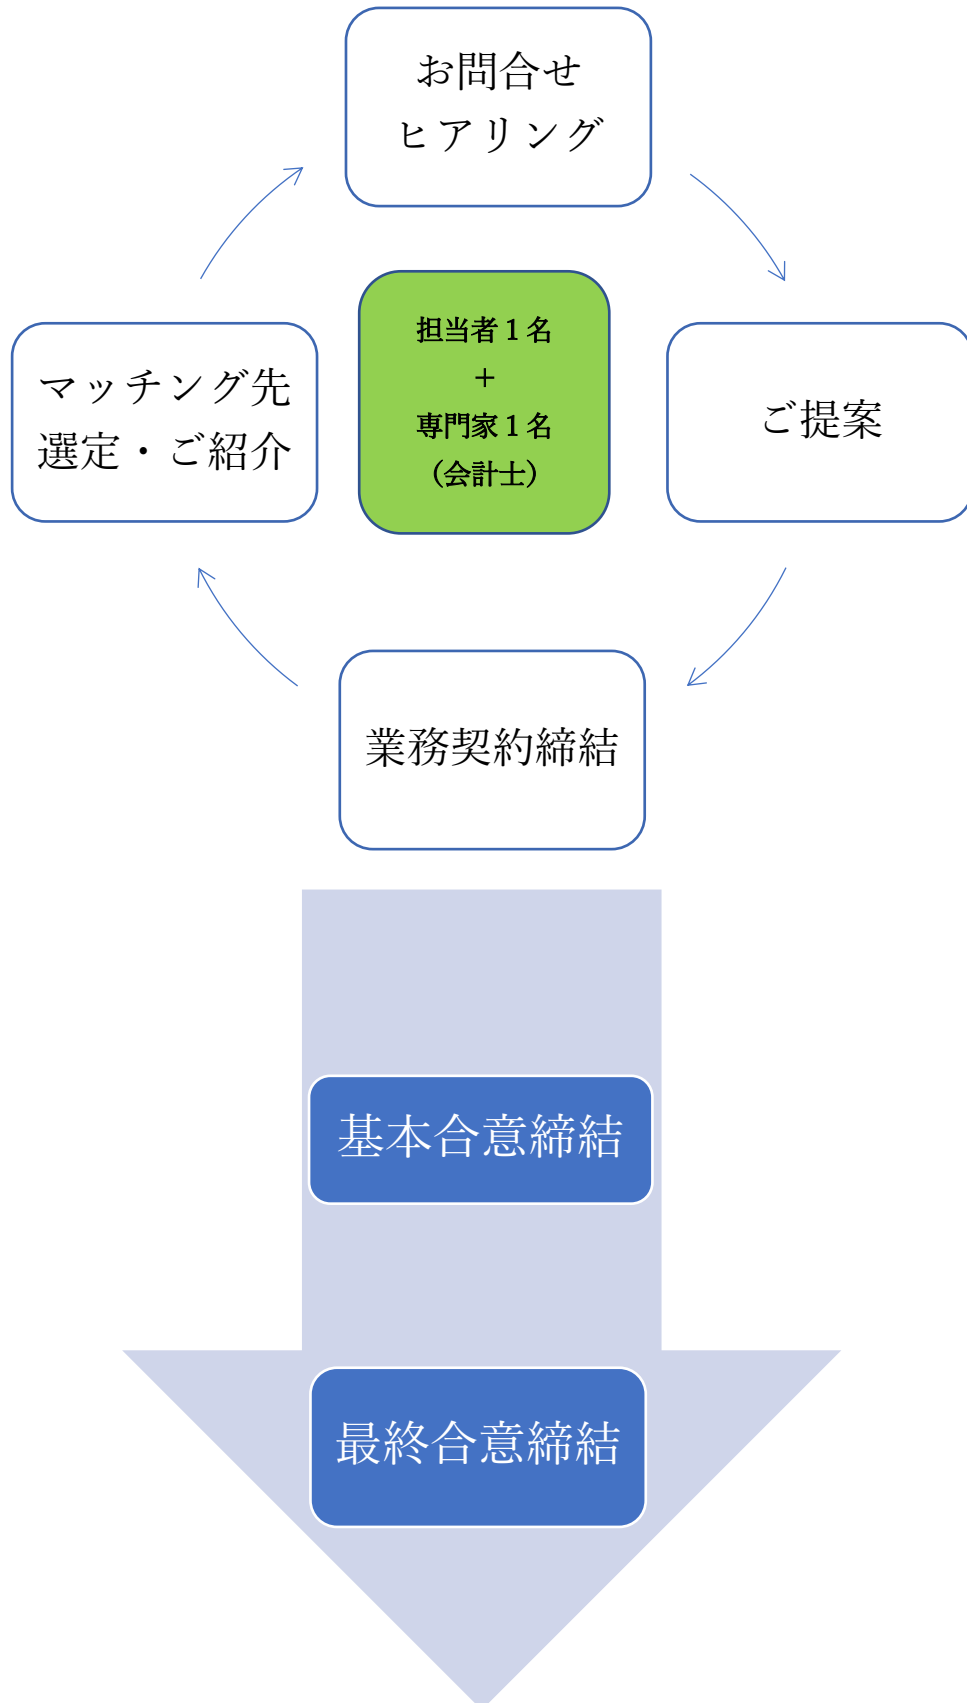 お問合せ
ヒアリング
担当者１名
＋
専門家１名
（会計士）
マッチング先
選定・ご紹介
ご提案
業務契約締結
基本合意締結
最終合意締結